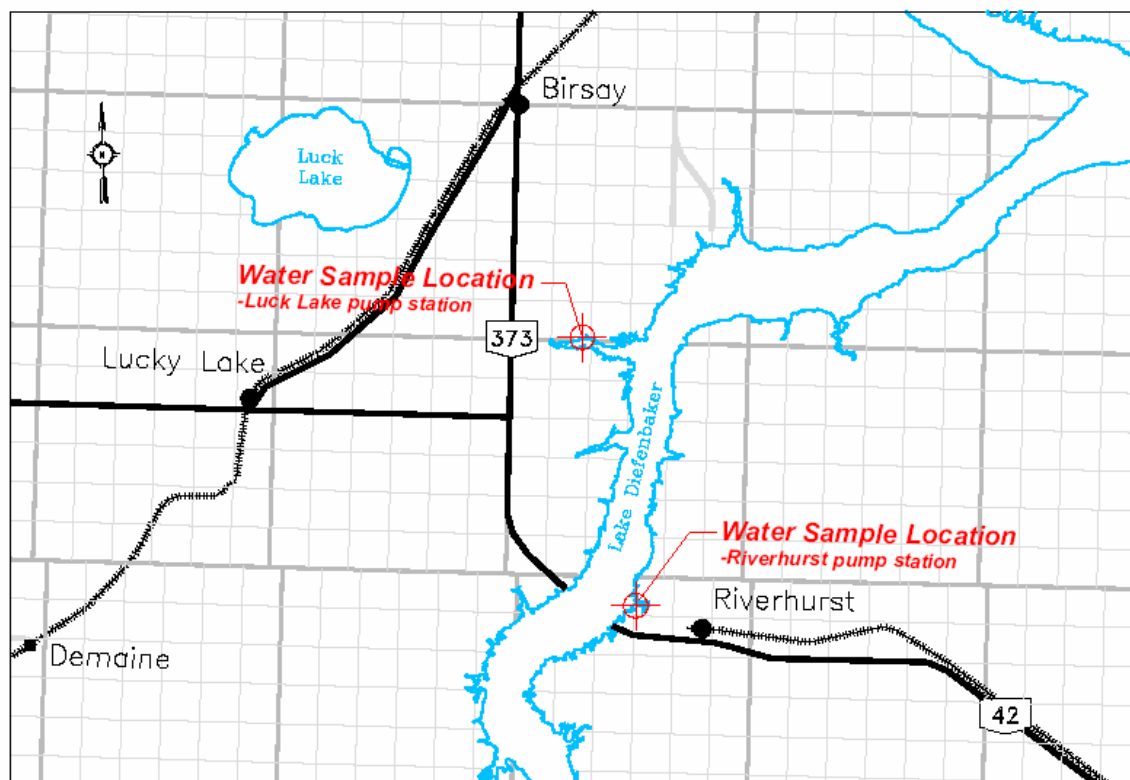 Birsay
Luck
Lake
Water Sample Location
-Luck Lake pump station
373
Lucky Lake
Lake Diefenbaker
Water Sample Location
-Riverhurst pump station
Riverhurst
Demaine
42